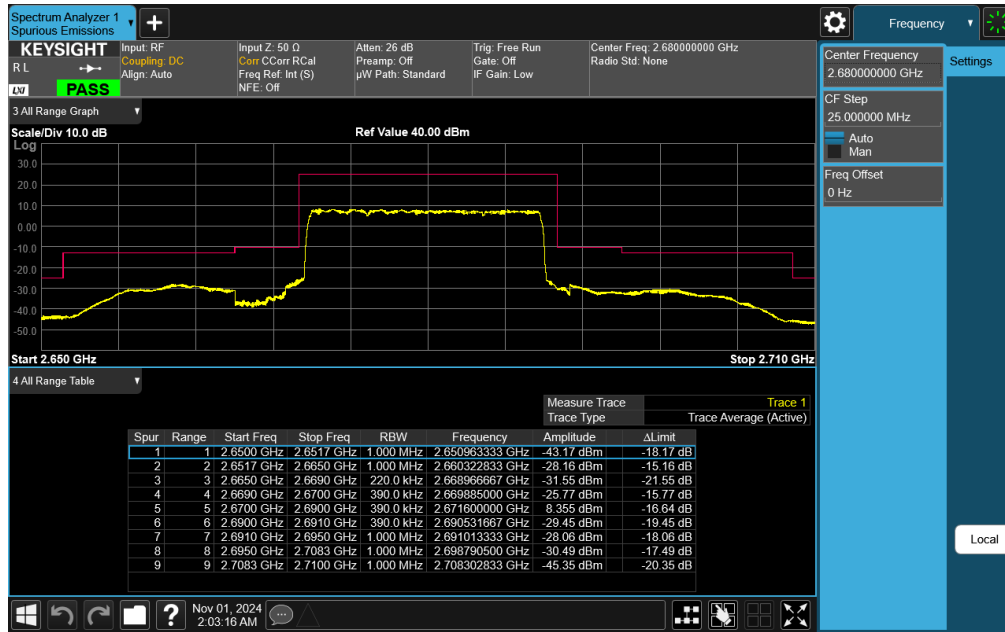 Spectrum Analyzer 1
Spurious Emissions
Frequency
KEYSIGHT
R L
LXI
PASS
Input: RF
Coupling: DC
Align: Auto
Input Z: 50 Ω
Corr CCorr RCal
Freq Ref: Int (S)
NFE: Off
Atten: 26 dB
Preamp: Off
µW Path: Standard
Trig: Free Run
Gate: Off
IF Gain: Low
Center Freq: 2.680000000 GHz
Radio Std: None
Center Frequency
2.680000000 GHz
Settings
CF Step
25.000000 MHz
Auto
Man
Freq Offset
0 Hz
Local
3 All Range Graph
Scale/Div 10.0 dB
Ref Value 40.00 dBm
Log
30.0
20.0
10.0
0.00
-10.0
-20.0
-30.0
-40.0
-50.0
Start 2.650 GHz
Stop 2.710 GHz
4 All Range Table
Measure Trace Trace 1
Trace Type Trace Average (Active)
Spur Range Start Freq Stop Freq RBW Frequency Amplitude ΔLimit
1 1 2.6500 GHz 2.6517 GHz 1.000 MHz 2.650963333 GHz -43.17 dBm -18.17 dB
2 2 2.6517 GHz 2.6650 GHz 1.000 MHz 2.660322833 GHz -28.16 dBm -15.16 dB
3 3 2.6650 GHz 2.6690 GHz 220.0 kHz 2.668966667 GHz -31.55 dBm -21.55 dB
4 4 2.6690 GHz 2.6700 GHz 390.0 kHz 2.669885000 GHz -25.77 dBm -15.77 dB
5 5 2.6700 GHz 2.6900 GHz 390.0 kHz 2.671600000 GHz 8.355 dBm -16.64 dB
6 6 2.6900 GHz 2.6910 GHz 390.0 kHz 2.690531667 GHz -29.45 dBm -19.45 dB
7 7 2.6910 GHz 2.6950 GHz 1.000 MHz 2.691013333 GHz -28.06 dBm -18.06 dB
8 8 2.6950 GHz 2.7083 GHz 1.000 MHz 2.698790500 GHz -30.49 dBm -17.49 dB
9 9 2.7083 GHz 2.7100 GHz 1.000 MHz 2.708302833 GHz -45.35 dBm -20.35 dB
Nov 01, 2024
2:03:16 AM